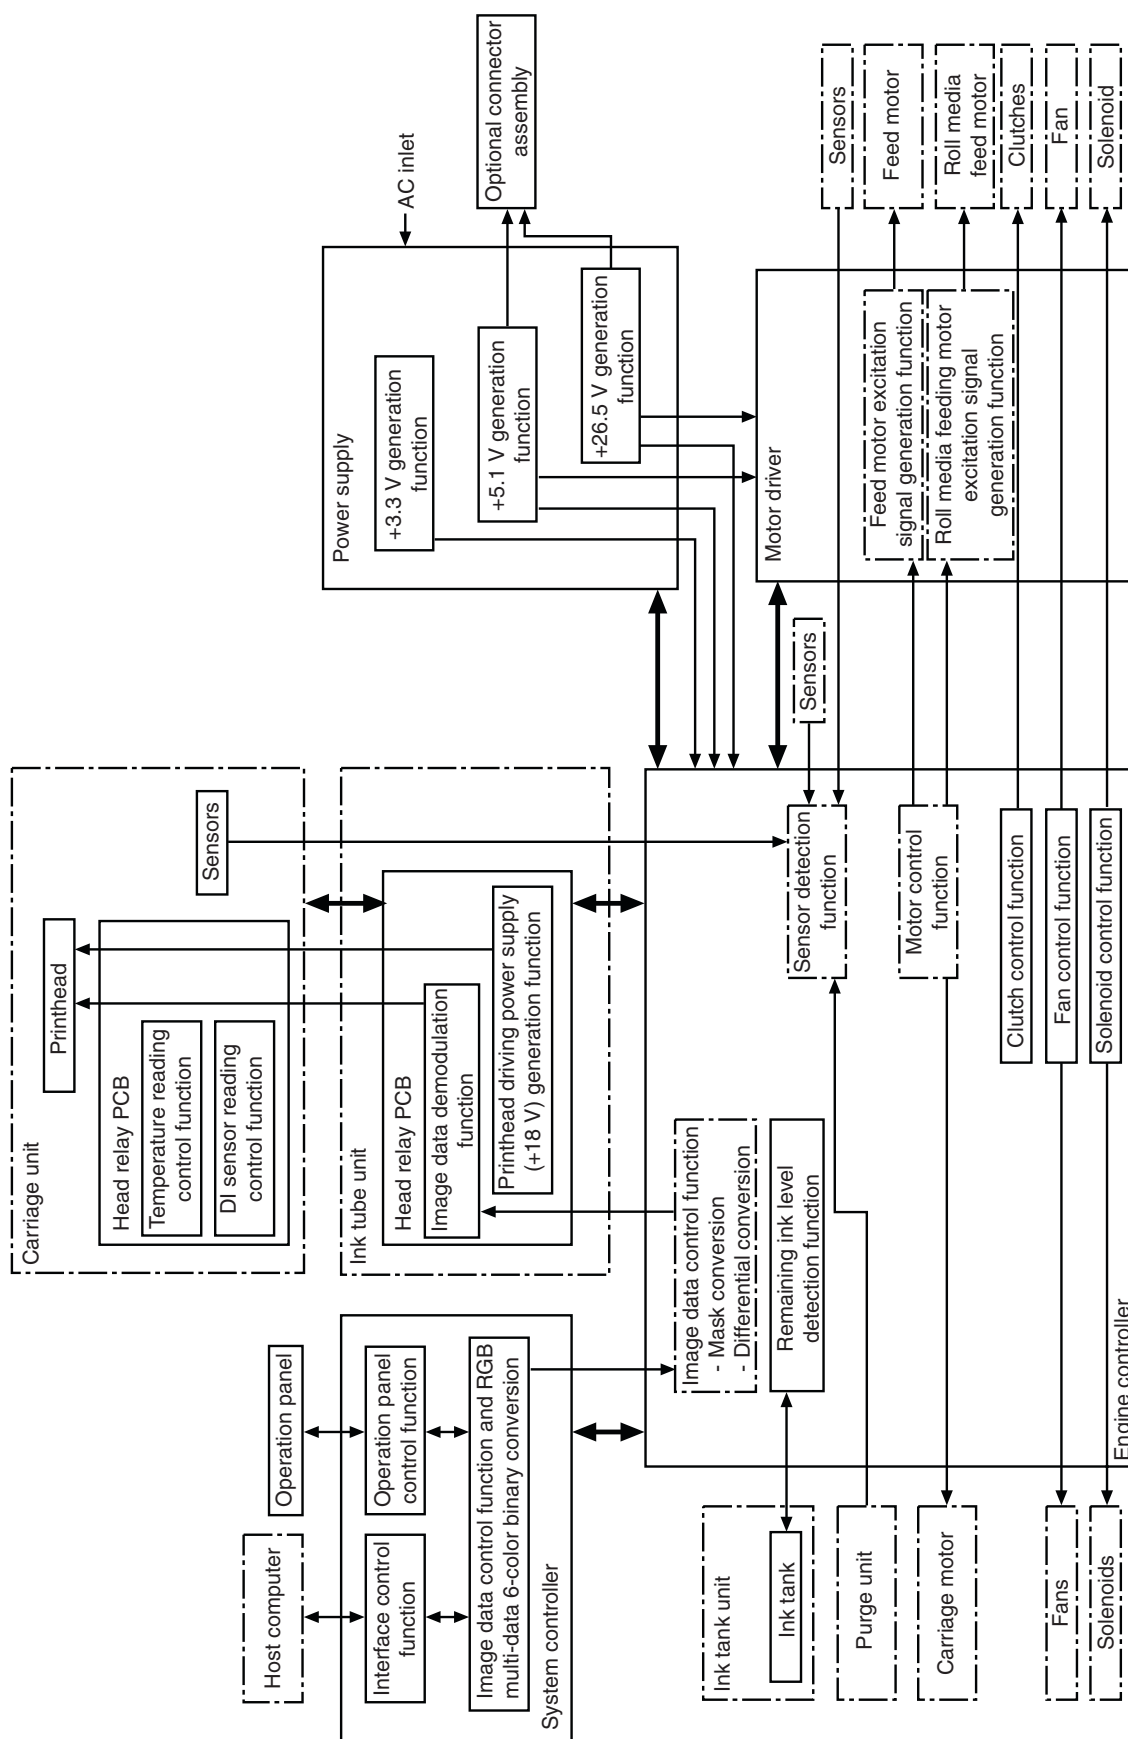 Host computer
Operation panel
Interface control
function
Operation panel
control function
Image data control function and RGB
multi-data 6-color binary conversion
System controller
Carriage unit
Printhead
Head relay PCB
Temperature reading
control function
DI sensor reading
control function
Sensors
Ink tube unit
Head relay PCB
Image data demodulation
function
Printhead driving power supply
(+18 V) generation function
Power supply
AC inlet
+3.3 V generation
function
+5.1 V generation
function
+26.5 V generation
function
Optional connector
assembly
Ink tank unit
Ink tank
Purge unit
Carriage motor
Fans
Solenoids
Image data control function
- Mask conversion
- Differential conversion
Remaining ink level
detection function
Sensor detection
function
Motor control
function
Clutch control function
Fan control function
Solenoid control function
Engine controller
Sensors
Motor driver
Feed motor excitation
signal generation function
Roll media feeding motor
excitation signal
generation function
Sensors
Feed motor
Roll media
feed motor
Clutches
Fan
Solenoid